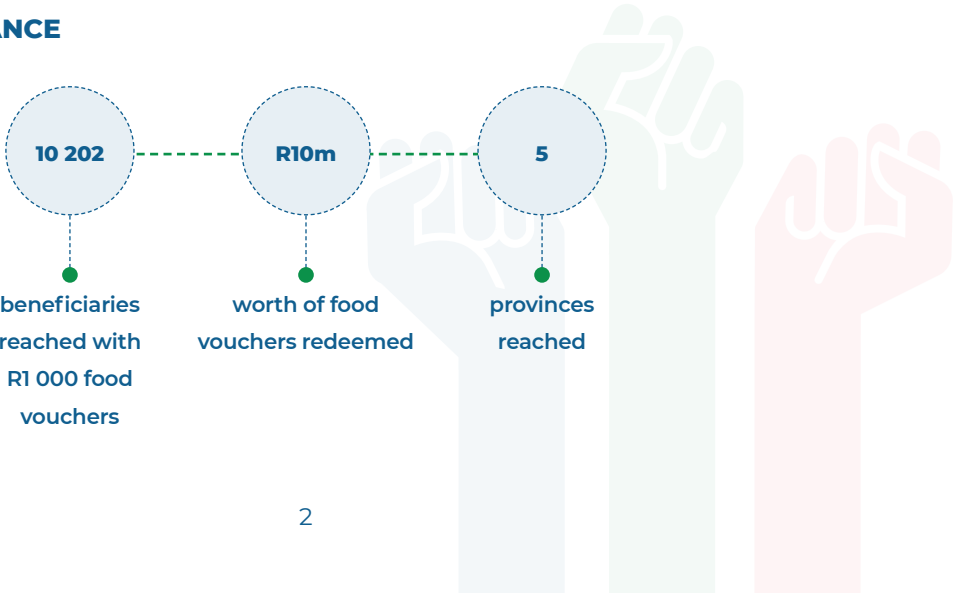 ANCE
10 202
R10m
5
beneficiaries
reached with
R1 000 food
vouchers
worth of food
vouchers redeemed
provinces
reached
2